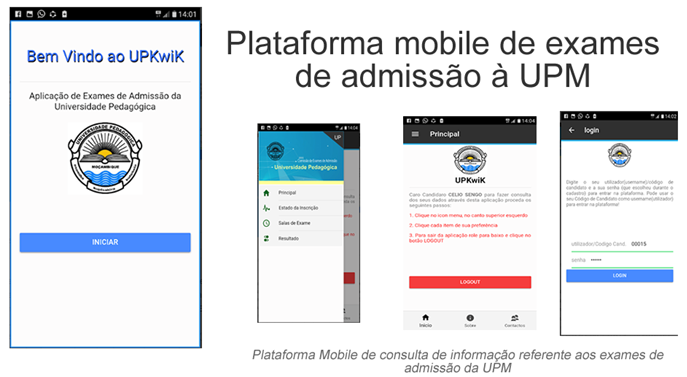 14:01
Bem Vindo ao UPKwiK
Aplicação de Exames de Admissão da
Universidade Pedagógica
UNIVERSIDADE PEDAGÓGICA
MOÇAMBIQUE
INICIAR
Plataforma mobile de exames
de admissão à UPM
14:04
UP
Universidade Pedagógica
Principal
Estado da Inscrição
Salas de Exame
Resultado
14:04
Principal
UPKwiK
Caro Candidato CELIO SENGO para fazer consulta
dos seus dados através desta aplicação proceda os
seguintes passos:
1. Clique no icon menu, no canto superior esquerdo
2. Clique cada item de sua preferência
3. Para sair da aplicação role para baixo e clique no
botão LOGOUT
LOGOUT
Início
Sobre
Contactos
14:02
login
Digite o seu utilizador(username)/código de
candidato e a sua senha (que escolheu durante o
cadastro) para entrar na plataforma. Pode usar o
seu Código de Candidato como username(utilizador)
para entrar na plataforma!
utilizador/Código Cand. 00015
senha •••••
LOGIN
Plataforma Mobile de consulta de informação referente aos exames de
admissão da UPM